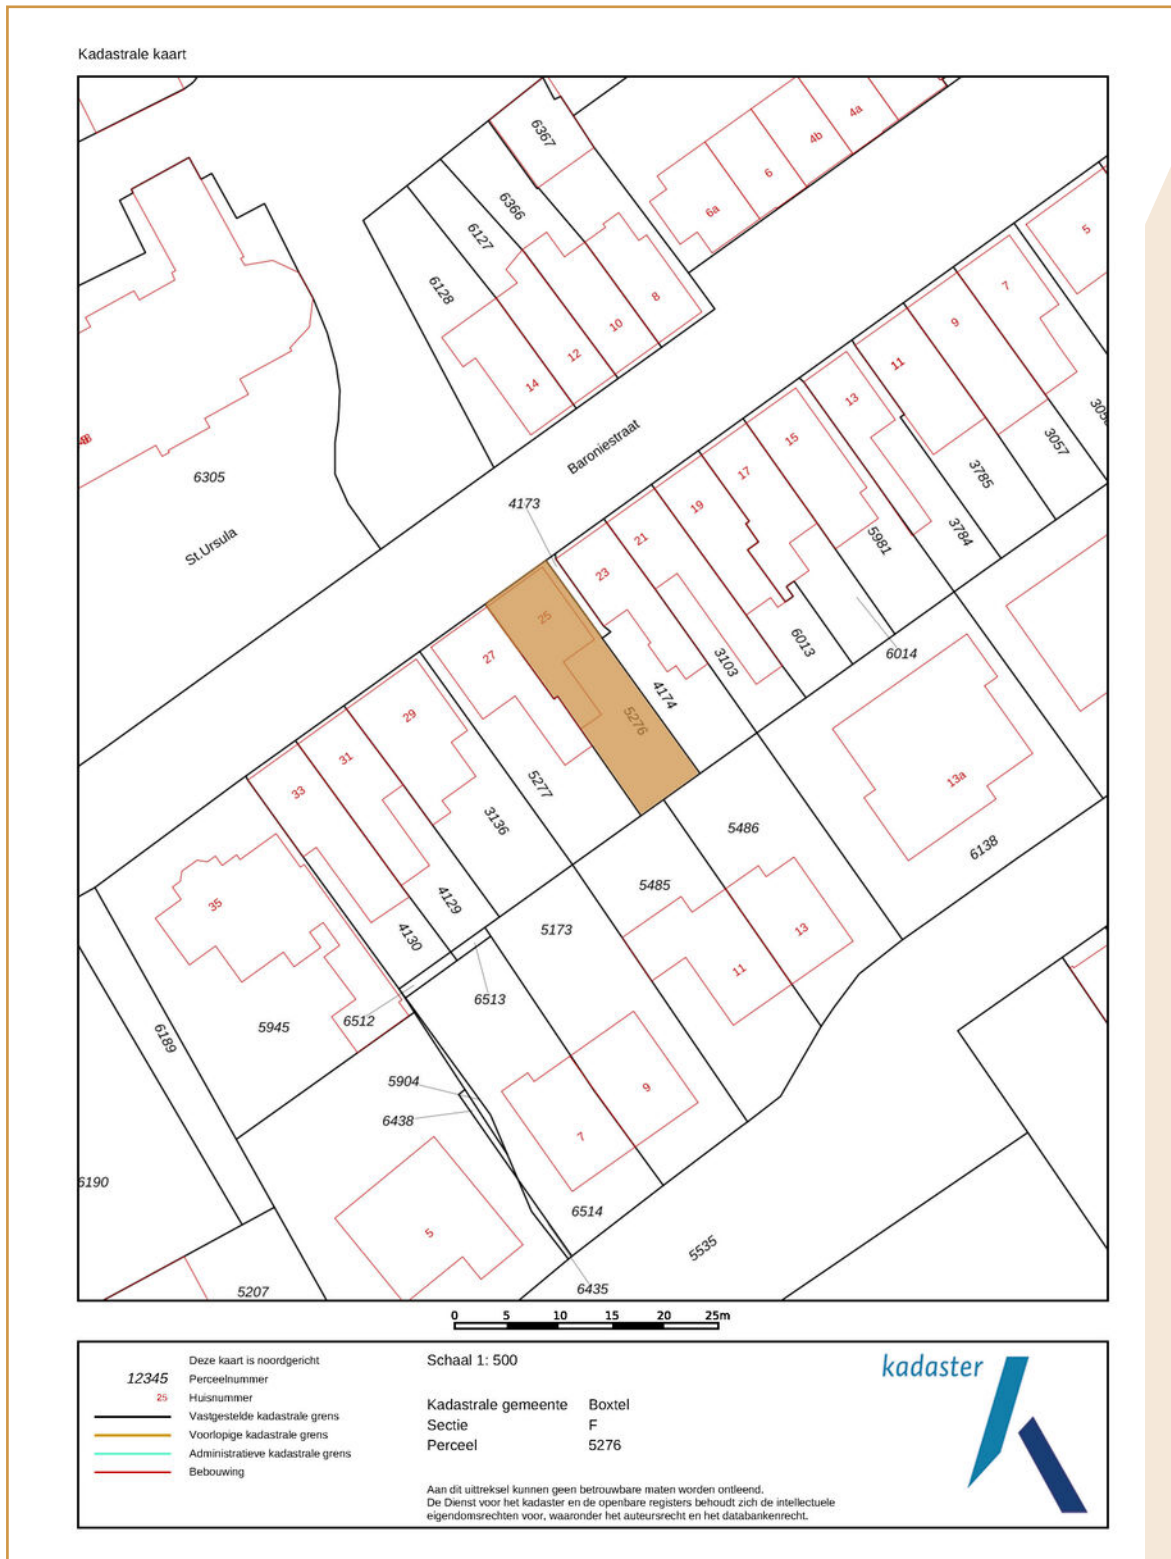 Kadastrale kaart
6367
4a
4b
6
6a
6366
6127
6128
5
8
10
12
14
7
9
11
13
15
17
19
21
23
25
27
29
31
33
35
Baroniestraat
6305
St.Ursula
4173
3057
3785
3784
5981
6014
6013
3103
4174
5276
5277
3136
4129
4130
5486
5485
13a
6138
5173
11
13
6513
6512
5945
6189
5904
6438
7
9
5
6190
6514
5535
6435
5207
0 5 10 15 20 25m
Deze kaart is noordgericht
12345 Perceelnummer
25 Huisnummer
Vastgestelde kadastrale grens
Voorlopige kadastrale grens
Administratieve kadastrale grens
Bebouwing
Schaal 1: 500
Kadastrale gemeente Boxtel
Sectie F
Perceel 5276
Aan dit uittreksel kunnen geen betrouwbare maten worden ontleend.
De Dienst voor het kadaster en de openbare registers behoudt zich de intellectuele
eigendomsrechten voor, waaronder het auteursrecht en het databankenrecht.
kadaster